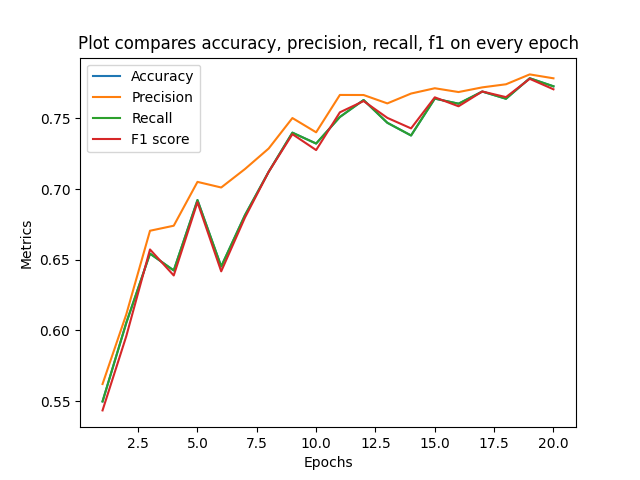 Plot compares accuracy, precision, recall, f1 on every epoch
Accuracy
Precision
Recall
F1 score
0.75
0.70
0.65
0.60
0.55
Metrics
2.5 5.0 7.5 10.0 12.5 15.0 17.5 20.0
Epochs